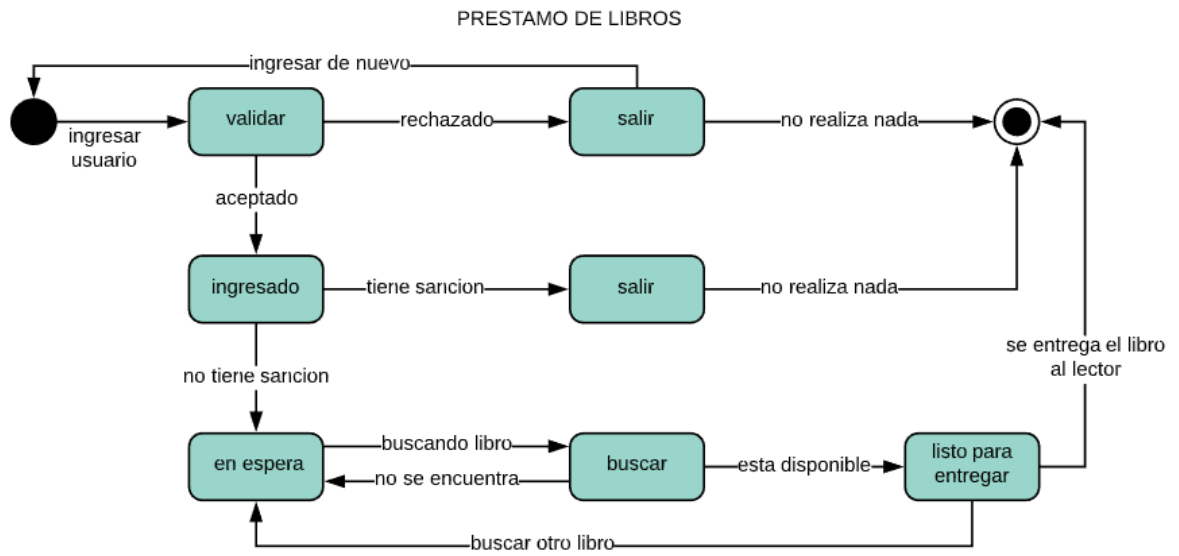 PRESTAMO DE LIBROS
ingresar de nuevo
ingresar
usuario
validar
rechazado
salir
no realiza nada
aceptado
ingresado
tiene sancion
salir
no realiza nada
no tiene sancion
se entrega el libro
al lector
en espera
buscando libro
no se encuentra
buscar
esta disponible
listo para
entregar
buscar otro libro